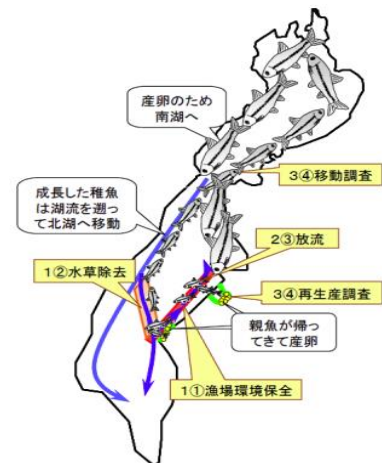 産卵のため
南湖へ
3④移動調査
成長した稚魚
は湖流を遡って
北湖へ移動
2③放流
1②水草除去
3④再生産調査
親魚が帰っ
てきて産卵
1①漁場環境保全